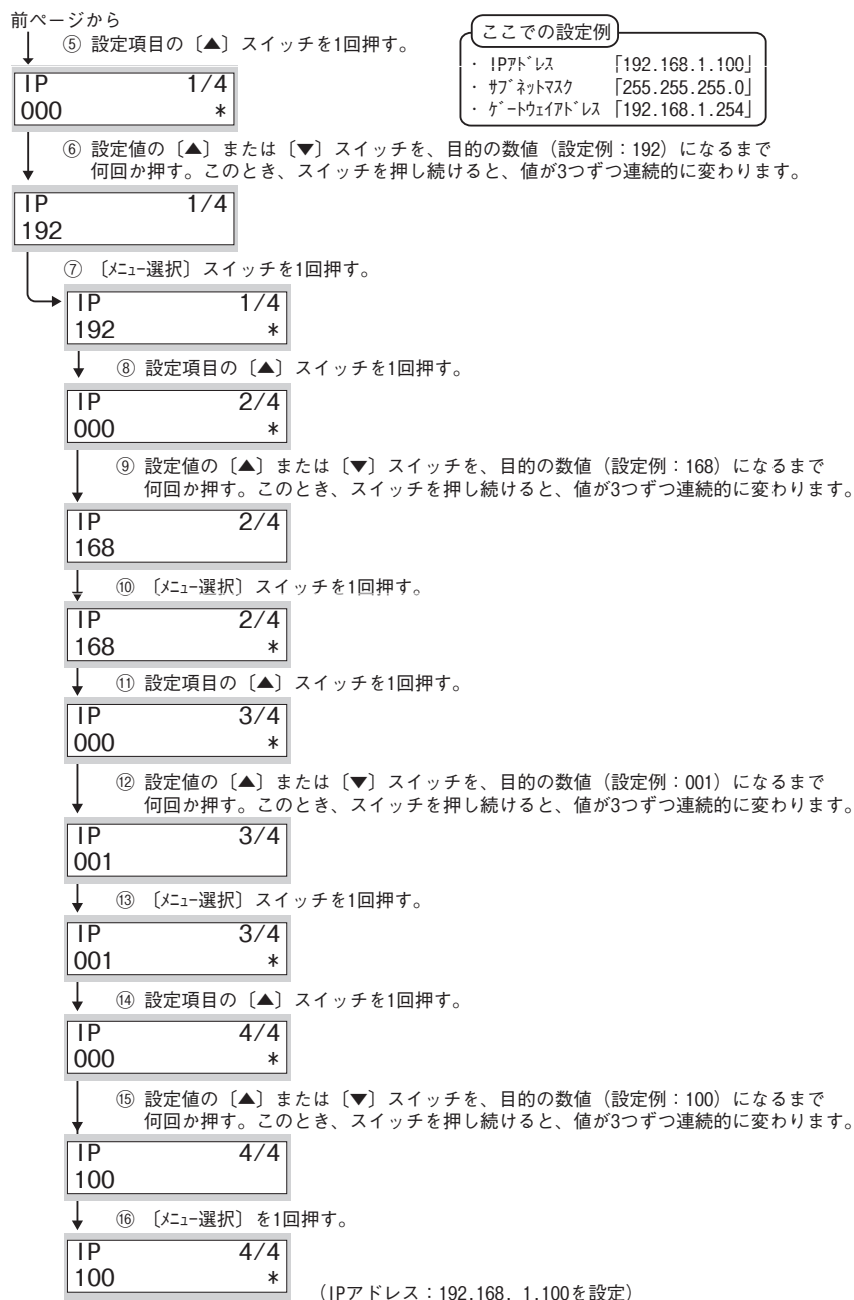 前ページから
⑤ 設定項目の〔▲〕スイッチを1回押す。
ここでの設定例
・ IPｱﾄﾞﾚｽ 「192.168.1.100」
・ ｻﾌﾞﾈｯﾄﾏｽｸ 「255.255.255.0」
・ ｹﾞｰﾄｳｪｲｱﾄﾞﾚｽ 「192.168.1.254」
IP 1/4
000 *
⑥ 設定値の〔▲〕または〔▼〕スイッチを、目的の数値（設定例：192）になるまで
何回か押す。このとき、スイッチを押し続けると、値が3つずつ連続的に変わります。
IP 1/4
192
⑦ 〔ﾒﾆｭｰ選択〕スイッチを1回押す。
IP 1/4
192 *
⑧ 設定項目の〔▲〕スイッチを1回押す。
IP 2/4
000 *
⑨ 設定値の〔▲〕または〔▼〕スイッチを、目的の数値（設定例：168）になるまで
何回か押す。このとき、スイッチを押し続けると、値が3つずつ連続的に変わります。
IP 2/4
168
⑩ 〔ﾒﾆｭｰ選択〕スイッチを1回押す。
IP 2/4
168 *
⑪ 設定項目の〔▲〕スイッチを1回押す。
IP 3/4
000 *
⑫ 設定値の〔▲〕または〔▼〕スイッチを、目的の数値（設定例：001）になるまで
何回か押す。このとき、スイッチを押し続けると、値が3つずつ連続的に変わります。
IP 3/4
001
⑬ 〔ﾒﾆｭｰ選択〕スイッチを1回押す。
IP 3/4
001 *
⑭ 設定項目の〔▲〕スイッチを1回押す。
IP 4/4
000 *
⑮ 設定値の〔▲〕または〔▼〕スイッチを、目的の数値（設定例：100）になるまで
何回か押す。このとき、スイッチを押し続けると、値が3つずつ連続的に変わります。
IP 4/4
100
⑯ 〔ﾒﾆｭｰ選択〕を1回押す。
IP 4/4
100 *
（IPアドレス：192.168. 1.100を設定）